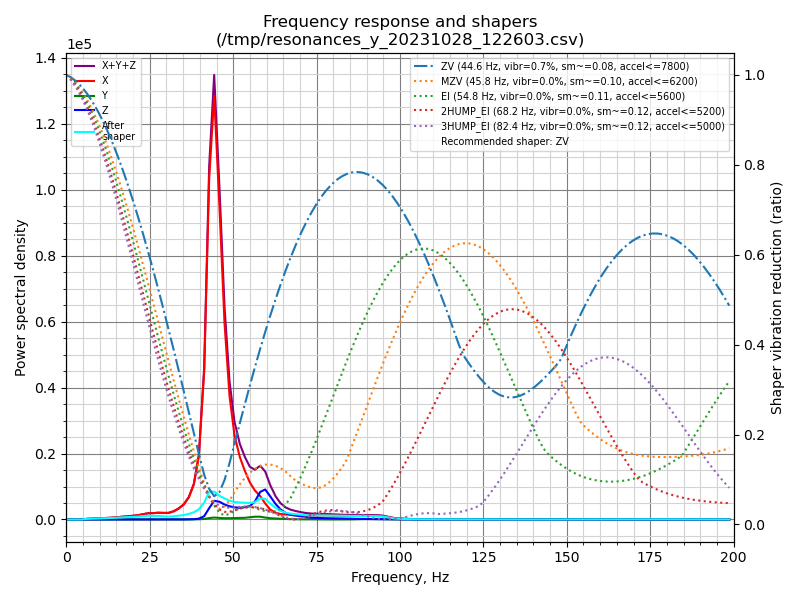 Frequency response and shapers
(/tmp/resonances_y_20231028_122603.csv)
1e5
X+Y+Z
X
Y
Z
After
shaper
ZV (44.6 Hz, vibr=0.7%, sm~=0.08, accel<=7800)
MZV (45.8 Hz, vibr=0.0%, sm~=0.10, accel<=6200)
EI (54.8 Hz, vibr=0.0%, sm~=0.11, accel<=5600)
2HUMP_EI (68.2 Hz, vibr=0.0%, sm~=0.12, accel<=5200)
3HUMP_EI (82.4 Hz, vibr=0.0%, sm~=0.12, accel<=5000)
Recommended shaper: ZV
Power spectral density
1.4
1.2
1.0
0.8
0.6
0.4
0.2
0.0
1.0
0.8
0.6
0.4
0.2
0.0
Shaper vibration reduction (ratio)
0 25 50 75 100 125 150 175 200
Frequency, Hz